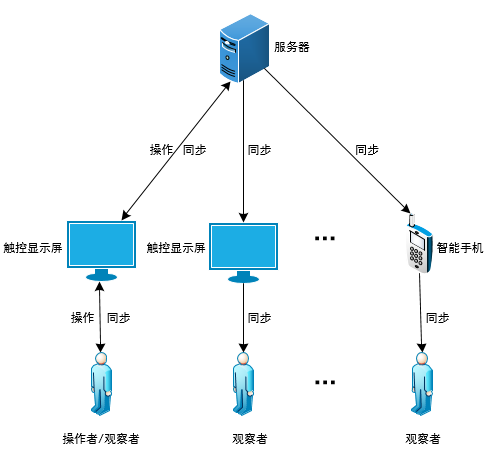 服务器
操作 同步
同步
同步
触控显示屏
触控显示屏
...
智能手机
操作 同步
同步
同步
...
操作者/观察者
观察者
观察者